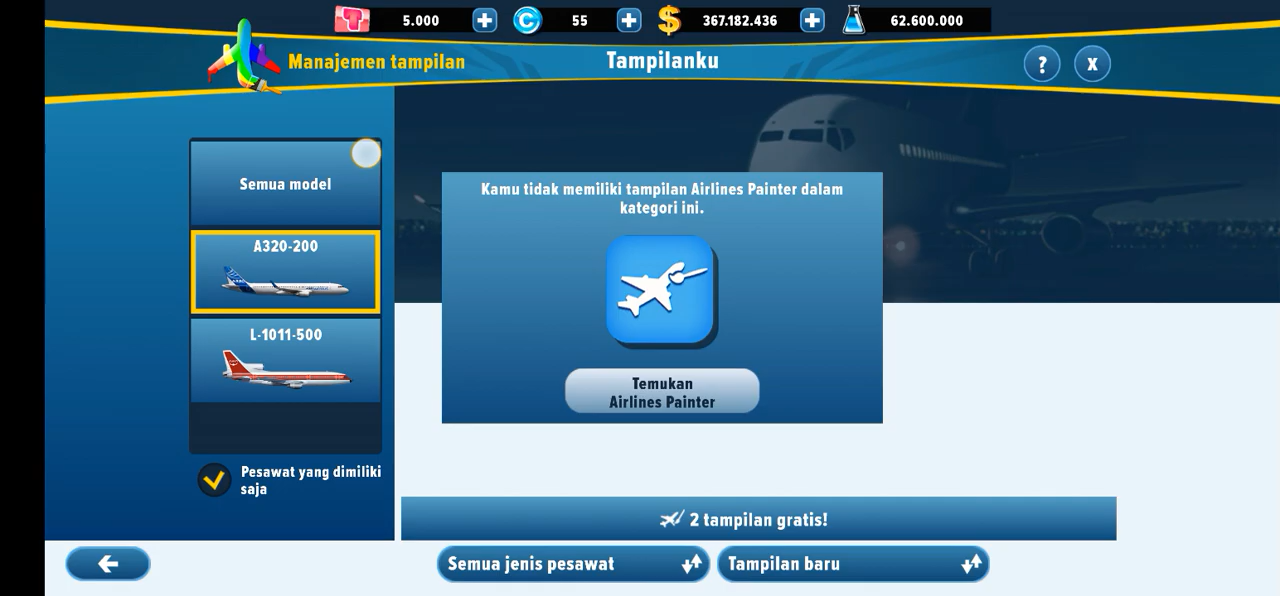 5.000
55
367.182.436
62.600.000
Manajemen tampilan
Tampilanku
?
X
Semua model
A320-200
L-1011-500
Pesawat yang dimiliki
saja
Kamu tidak memiliki tampilan Airlines Painter dalam
kategori ini.
Temukan
Airlines Painter
2 tampilan gratis!
Semua jenis pesawat
Tampilan baru